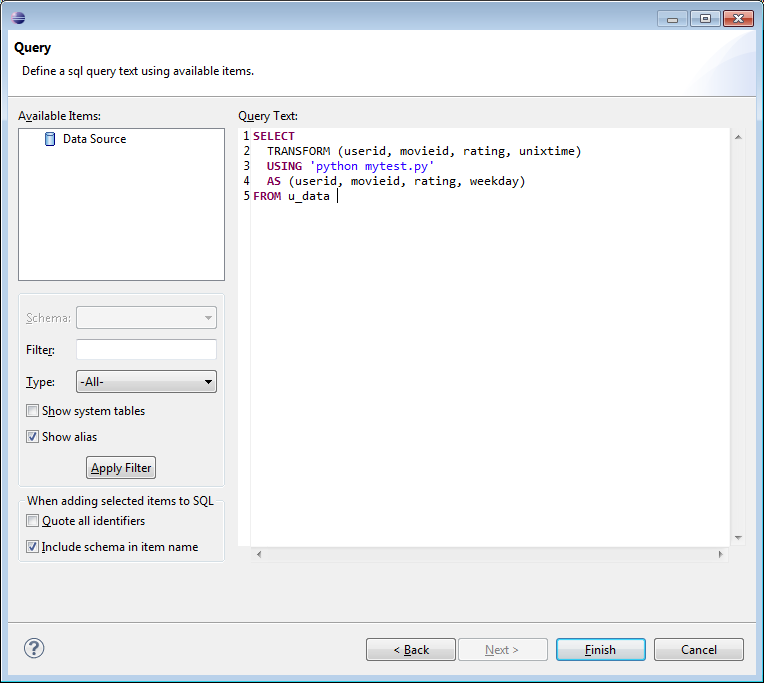 Query
Define a sql query text using available items.
Available Items:
Data Source
Schema:
Filter:
Type:
-All-
Show system tables
Show alias
Apply Filter
When adding selected items to SQL
Quote all identifiers
Include schema in item name
Query Text:
1 SELECT
2 TRANSFORM (userid, movieid, rating, unixtime)
3 USING 'python mytest.py'
4 AS (userid, movieid, rating, weekday)
5 FROM u_data
?
< Back
Next >
Finish
Cancel